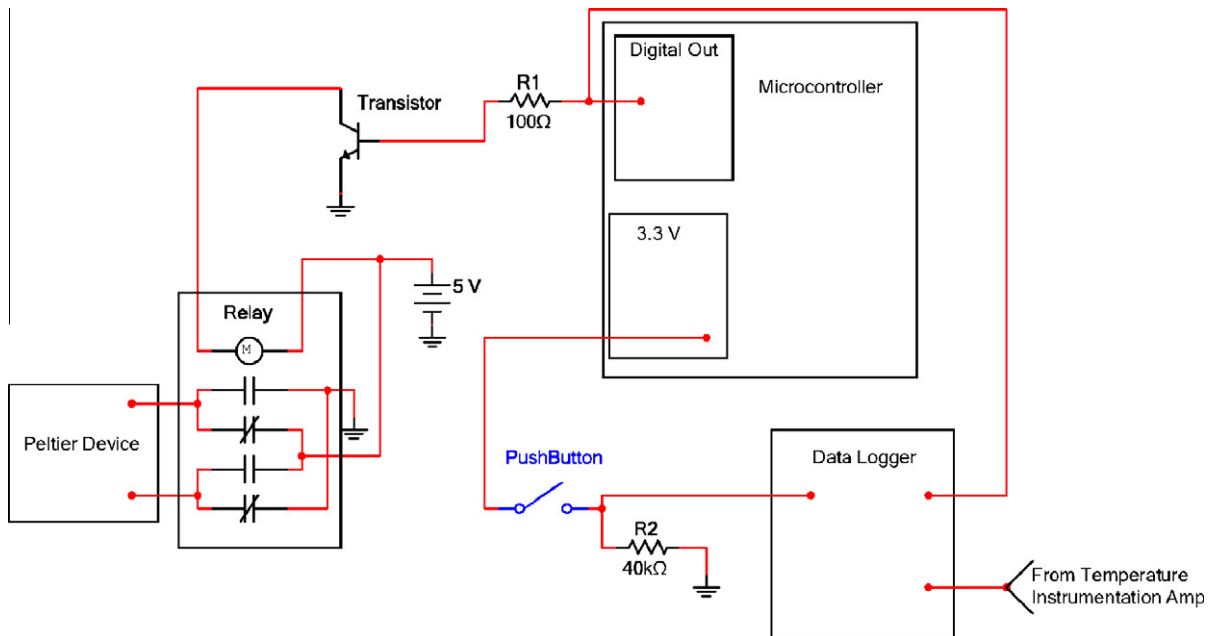 Digital Out
Microcontroller
R1
100Ω
Transistor
3.3 V
5 V
Relay
M
Peltier Device
PushButton
Data Logger
R2
40kΩ
From Temperature
Instrumentation Amp